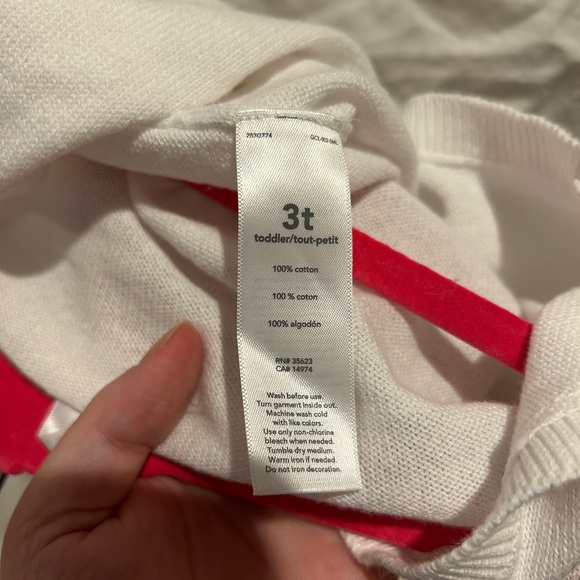 3t
toddler/tout-petit
100% cotton
100 % coton
100% algodón
RN# 35623
CA# 14974
Wash before use.
Turn garment inside out.
Machine wash cold
with like colors.
Use only non-chlorine
bleach when needed.
Tumble dry medium.
Warm iron if needed.
Do not iron decoration.